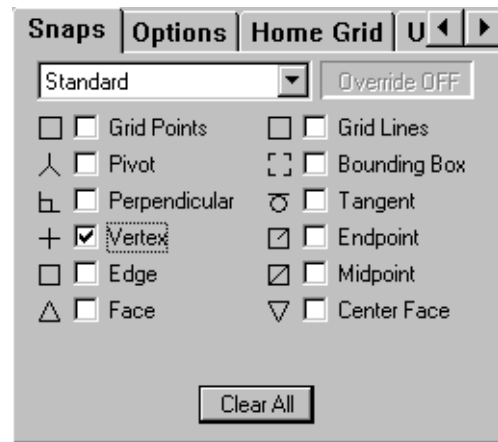 Snaps Options Home Grid U
Standard Override OFF
Grid Points Grid Lines
Pivot Bounding Box
Perpendicular Tangent
Vertex Endpoint
Edge Midpoint
Face Center Face
Clear All